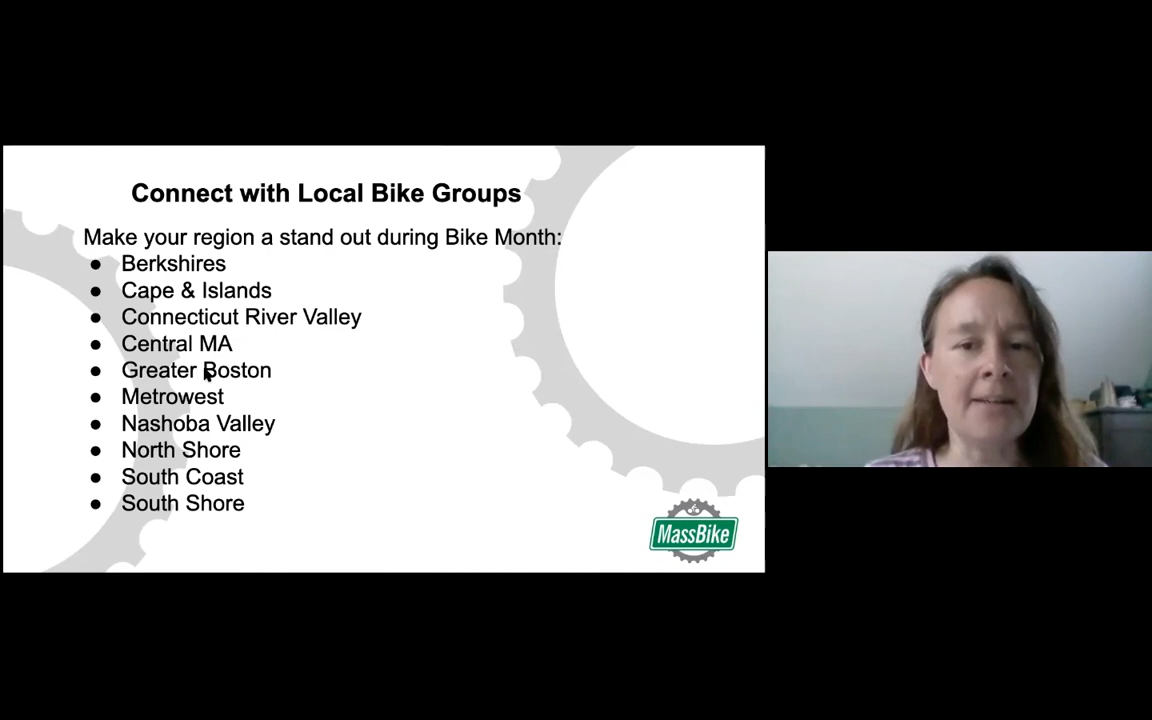 Connect with Local Bike Groups
Make your region a stand out during Bike Month:
● Berkshires
● Cape & Islands
● Connecticut River Valley
● Central MA
● Greater Boston
● Metrowest
● Nashoba Valley
● North Shore
● South Coast
● South Shore
MassBike